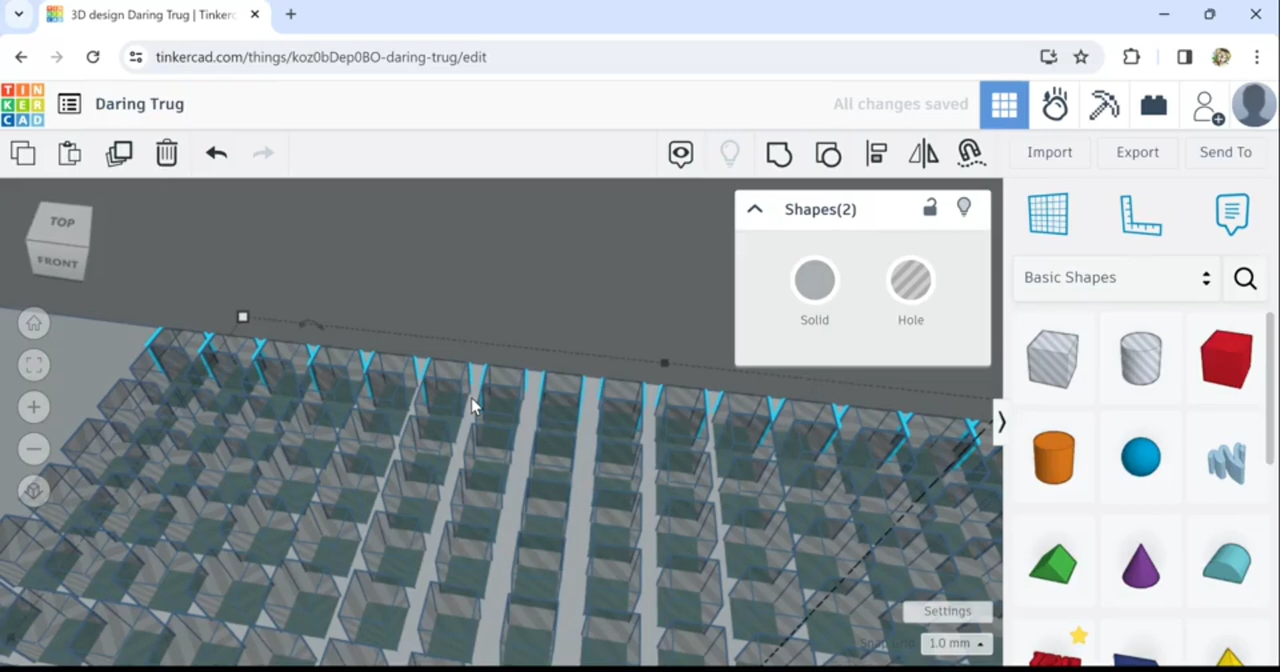 3D design Daring Trug | Tinkerc
tinkercad.com/things/koz0bDep0BO-daring-trug/edit
TIN
KER
CAD
Daring Trug
All changes saved
Import
Export
Send To
TOP
FRONT
Shapes(2)
Solid
Hole
Basic Shapes
Settings
1.0 mm